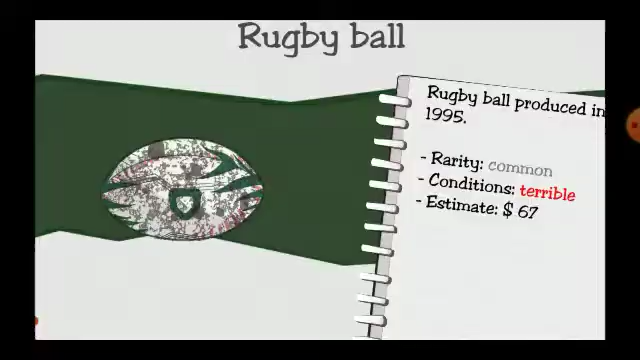 Rugby ball
Rugby ball produced in
1995.
- Rarity: common
- Conditions: terrible
- Estimate: $ 67